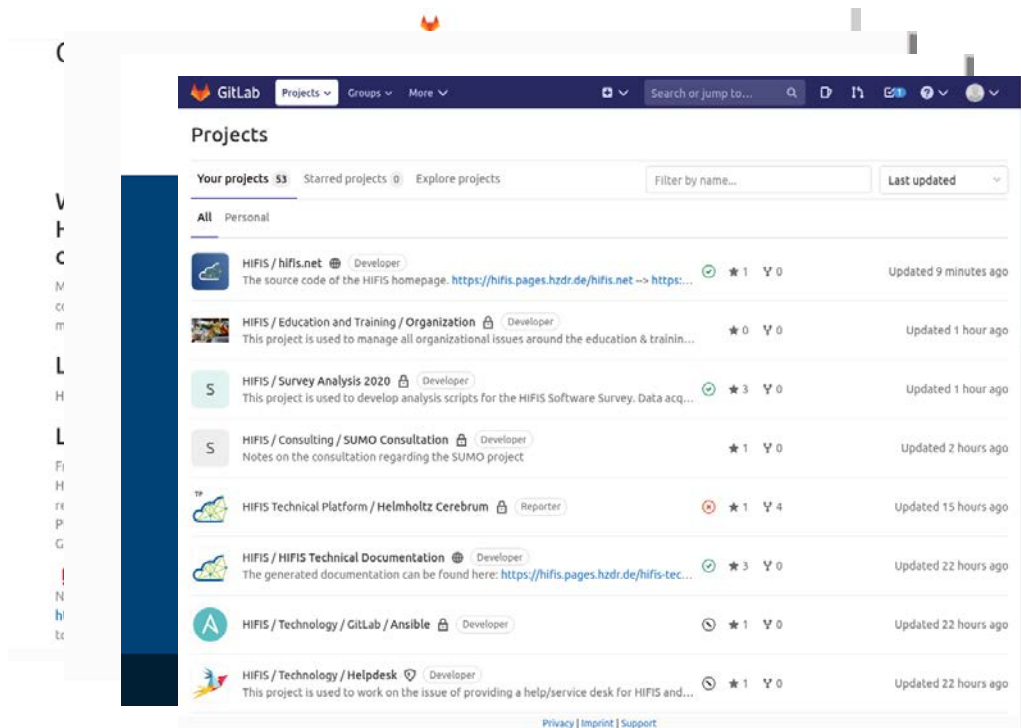 GitLab Projects Groups More Search or jump to... 1
Projects
Your projects 53 Starred projects 0 Explore projects Filter by name... Last updated
All Personal
HIFIS / hifis.net Developer
The source code of the HIFIS homepage. https://hifis.pages.hzdr.de/hifis.net --> https:... 1 0 Updated 9 minutes ago
HIFIS / Education and Training / Organization Developer
This project is used to manage all organizational issues around the education & trainin... 0 0 Updated 1 hour ago
S HIFIS / Survey Analysis 2020 Developer
This project is used to develop analysis scripts for the HIFIS Software Survey. Data acq... 3 0 Updated 1 hour ago
S HIFIS / Consulting / SUMO Consultation Developer
Notes on the consultation regarding the SUMO project 1 0 Updated 2 hours ago
TP HIFIS Technical Platform / Helmholtz Cerebrum Reporter 1 4 Updated 15 hours ago
HIFIS / HIFIS Technical Documentation Developer
The generated documentation can be found here: https://hifis.pages.hzdr.de/hifis-tec... 3 0 Updated 22 hours ago
A HIFIS / Technology / GitLab / Ansible Developer 1 0 Updated 22 hours ago
HIFIS / Technology / Helpdesk Developer
This project is used to work on the issue of providing a help/service desk for HIFIS and... 1 0 Updated 22 hours ago
Privacy | Imprint | Support